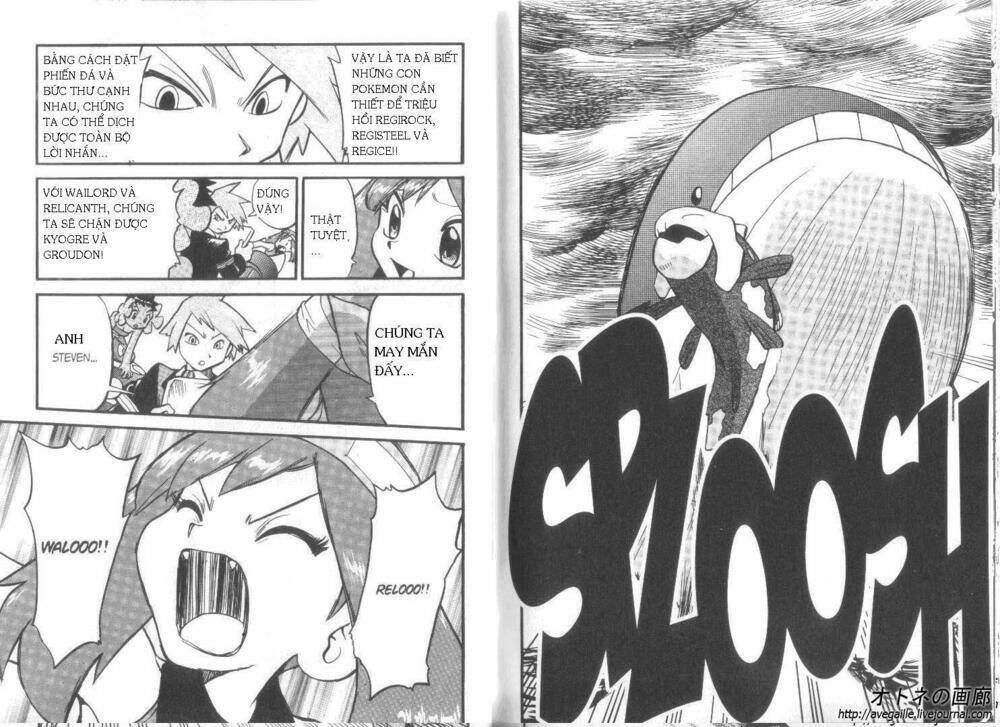 SPLOOSH
VẬY LÀ TA ĐÃ BIẾT
NHỮNG CON
POKEMON CẦN
THIẾT ĐỂ TRIỆU
HỒI REGIROCK,
REGISTEEL VÀ
REGICE!!
BẰNG CÁCH ĐẶT
PHIẾN ĐÁ VÀ
BỨC THƯ CẠNH
NHAU, CHÚNG
TA CÓ THỂ DỊCH
ĐƯỢC TOÀN BỘ
LỜI NHẮN...
THẬT
TUYỆT.
...
ĐÚNG
VẬY!
VỚI WAILORD VÀ
RELICANTH, CHÚNG
TA SẼ CHẶN ĐƯỢC
KYOGRE VÀ
GROUDON!
CHÚNG TA
MAY MẮN
ĐẤY...
ANH
STEVEN...
RELOOO!!
WALOOO!!
オトネの画廊
http://avegaille.livejournal.com